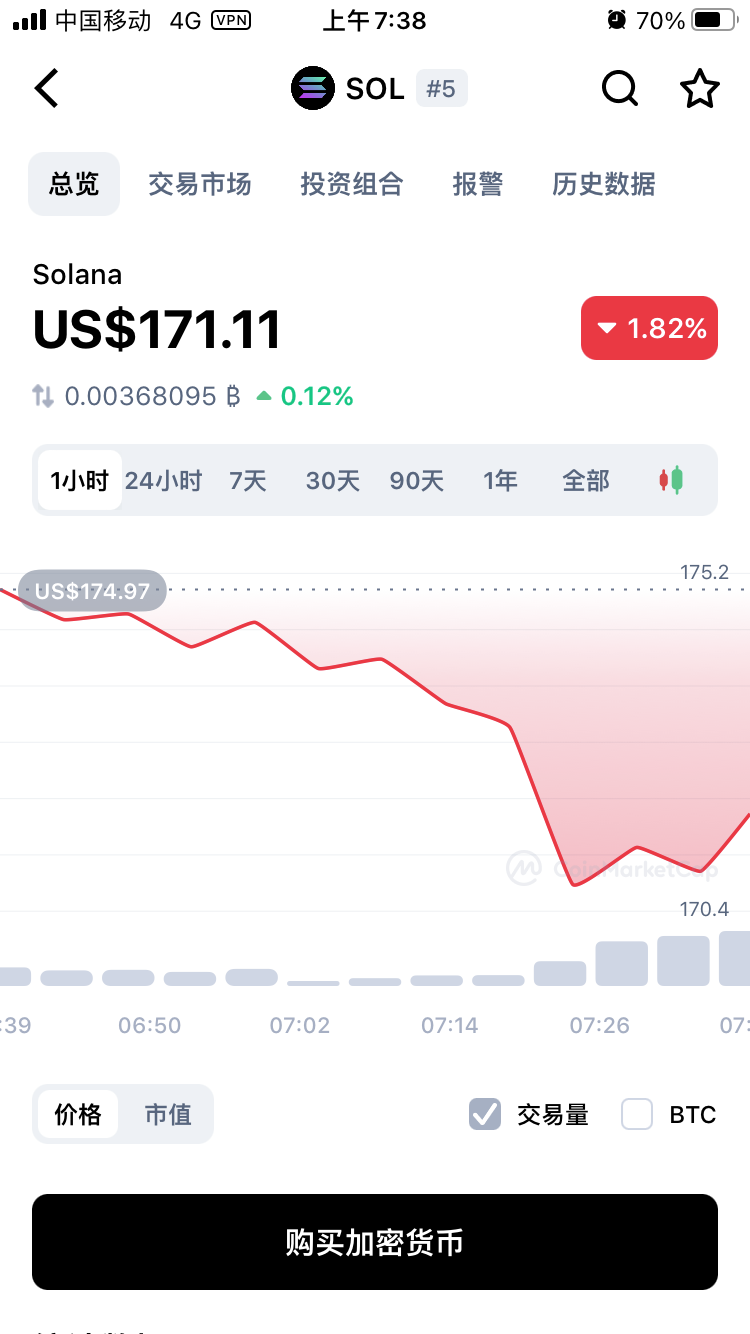 中国移动 4G VPN 上午7:38 70%
SOL #5
总览 交易市场 投资组合 报警 历史数据
Solana
US$171.11 1.82%
0.00368095 ₿ 0.12%
1小时 24小时 7天 30天 90天 1年 全部
175.2
US$174.97
CoinMarketCap
170.4
:39 06:50 07:02 07:14 07:26 07:
价格 市值 交易量 BTC
购买加密货币